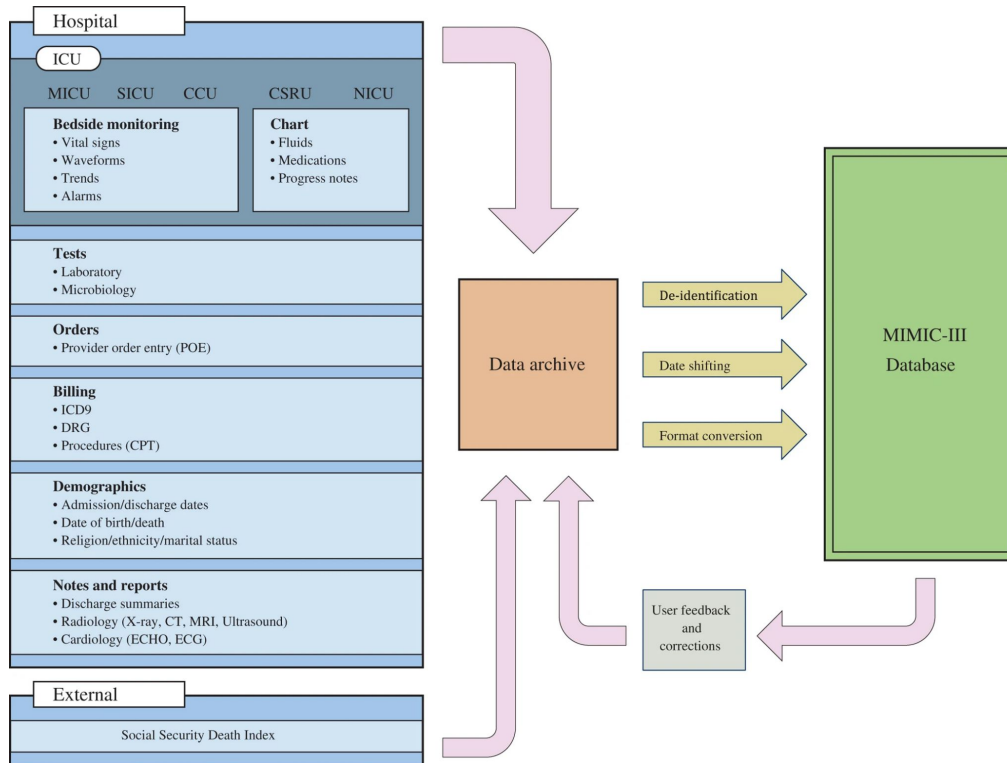 Hospital
ICU
MICU SICU CCU CSRU NICU
Bedside monitoring
• Vital signs
• Waveforms
• Trends
• Alarms
Chart
• Fluids
• Medications
• Progress notes
Tests
• Laboratory
• Microbiology
Orders
• Provider order entry (POE)
Billing
• ICD9
• DRG
• Procedures (CPT)
Demographics
• Admission/discharge dates
• Date of birth/death
• Religion/ethnicity/marital status
Notes and reports
• Discharge summaries
• Radiology (X-ray, CT, MRI, Ultrasound)
• Cardiology (ECHO, ECG)
External
Social Security Death Index
Data archive
De-identification
Date shifting
Format conversion
MIMIC-III
Database
User feedback
and
corrections